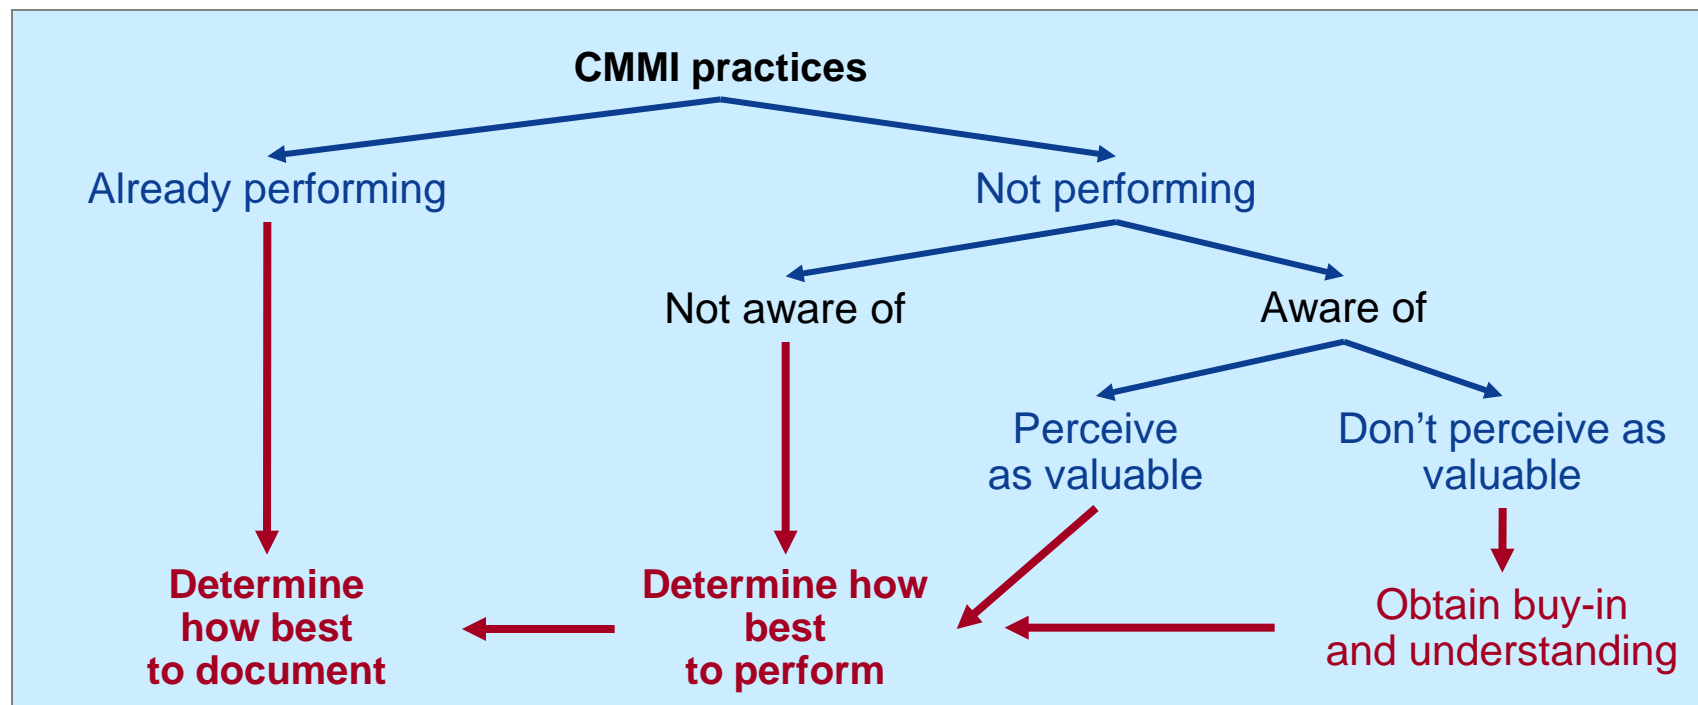 CMMI practices
Already performing
Not performing
Not aware of
Aware of
Perceive
as valuable
Don’t perceive as
valuable
Determine
how best
to document
Determine how
best
to perform
Obtain buy-in
and understanding